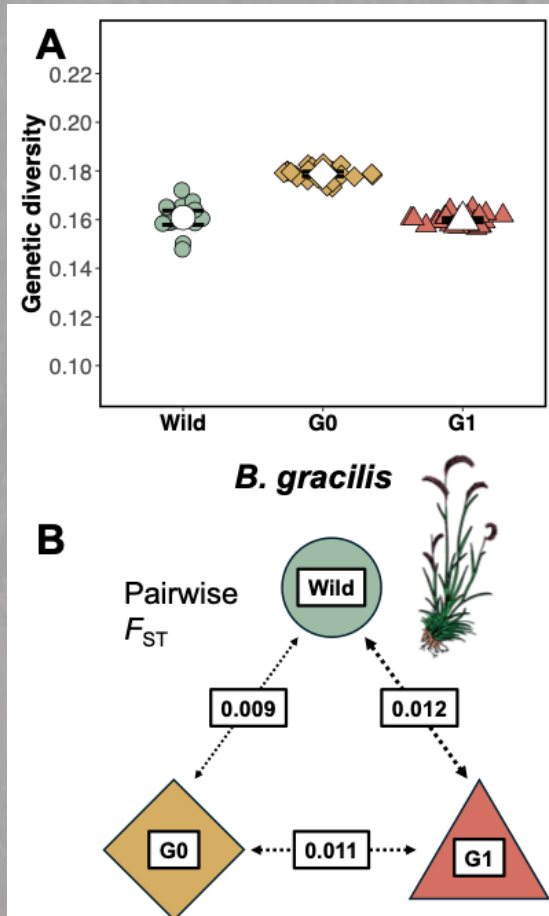 A
Genetic diversity
0.22
0.20
0.18
0.16
0.14
0.12
0.10
Wild G0 G1
B. gracilis
B
Wild
Pairwise
FST
0.009 0.012
G0 0.011 G1